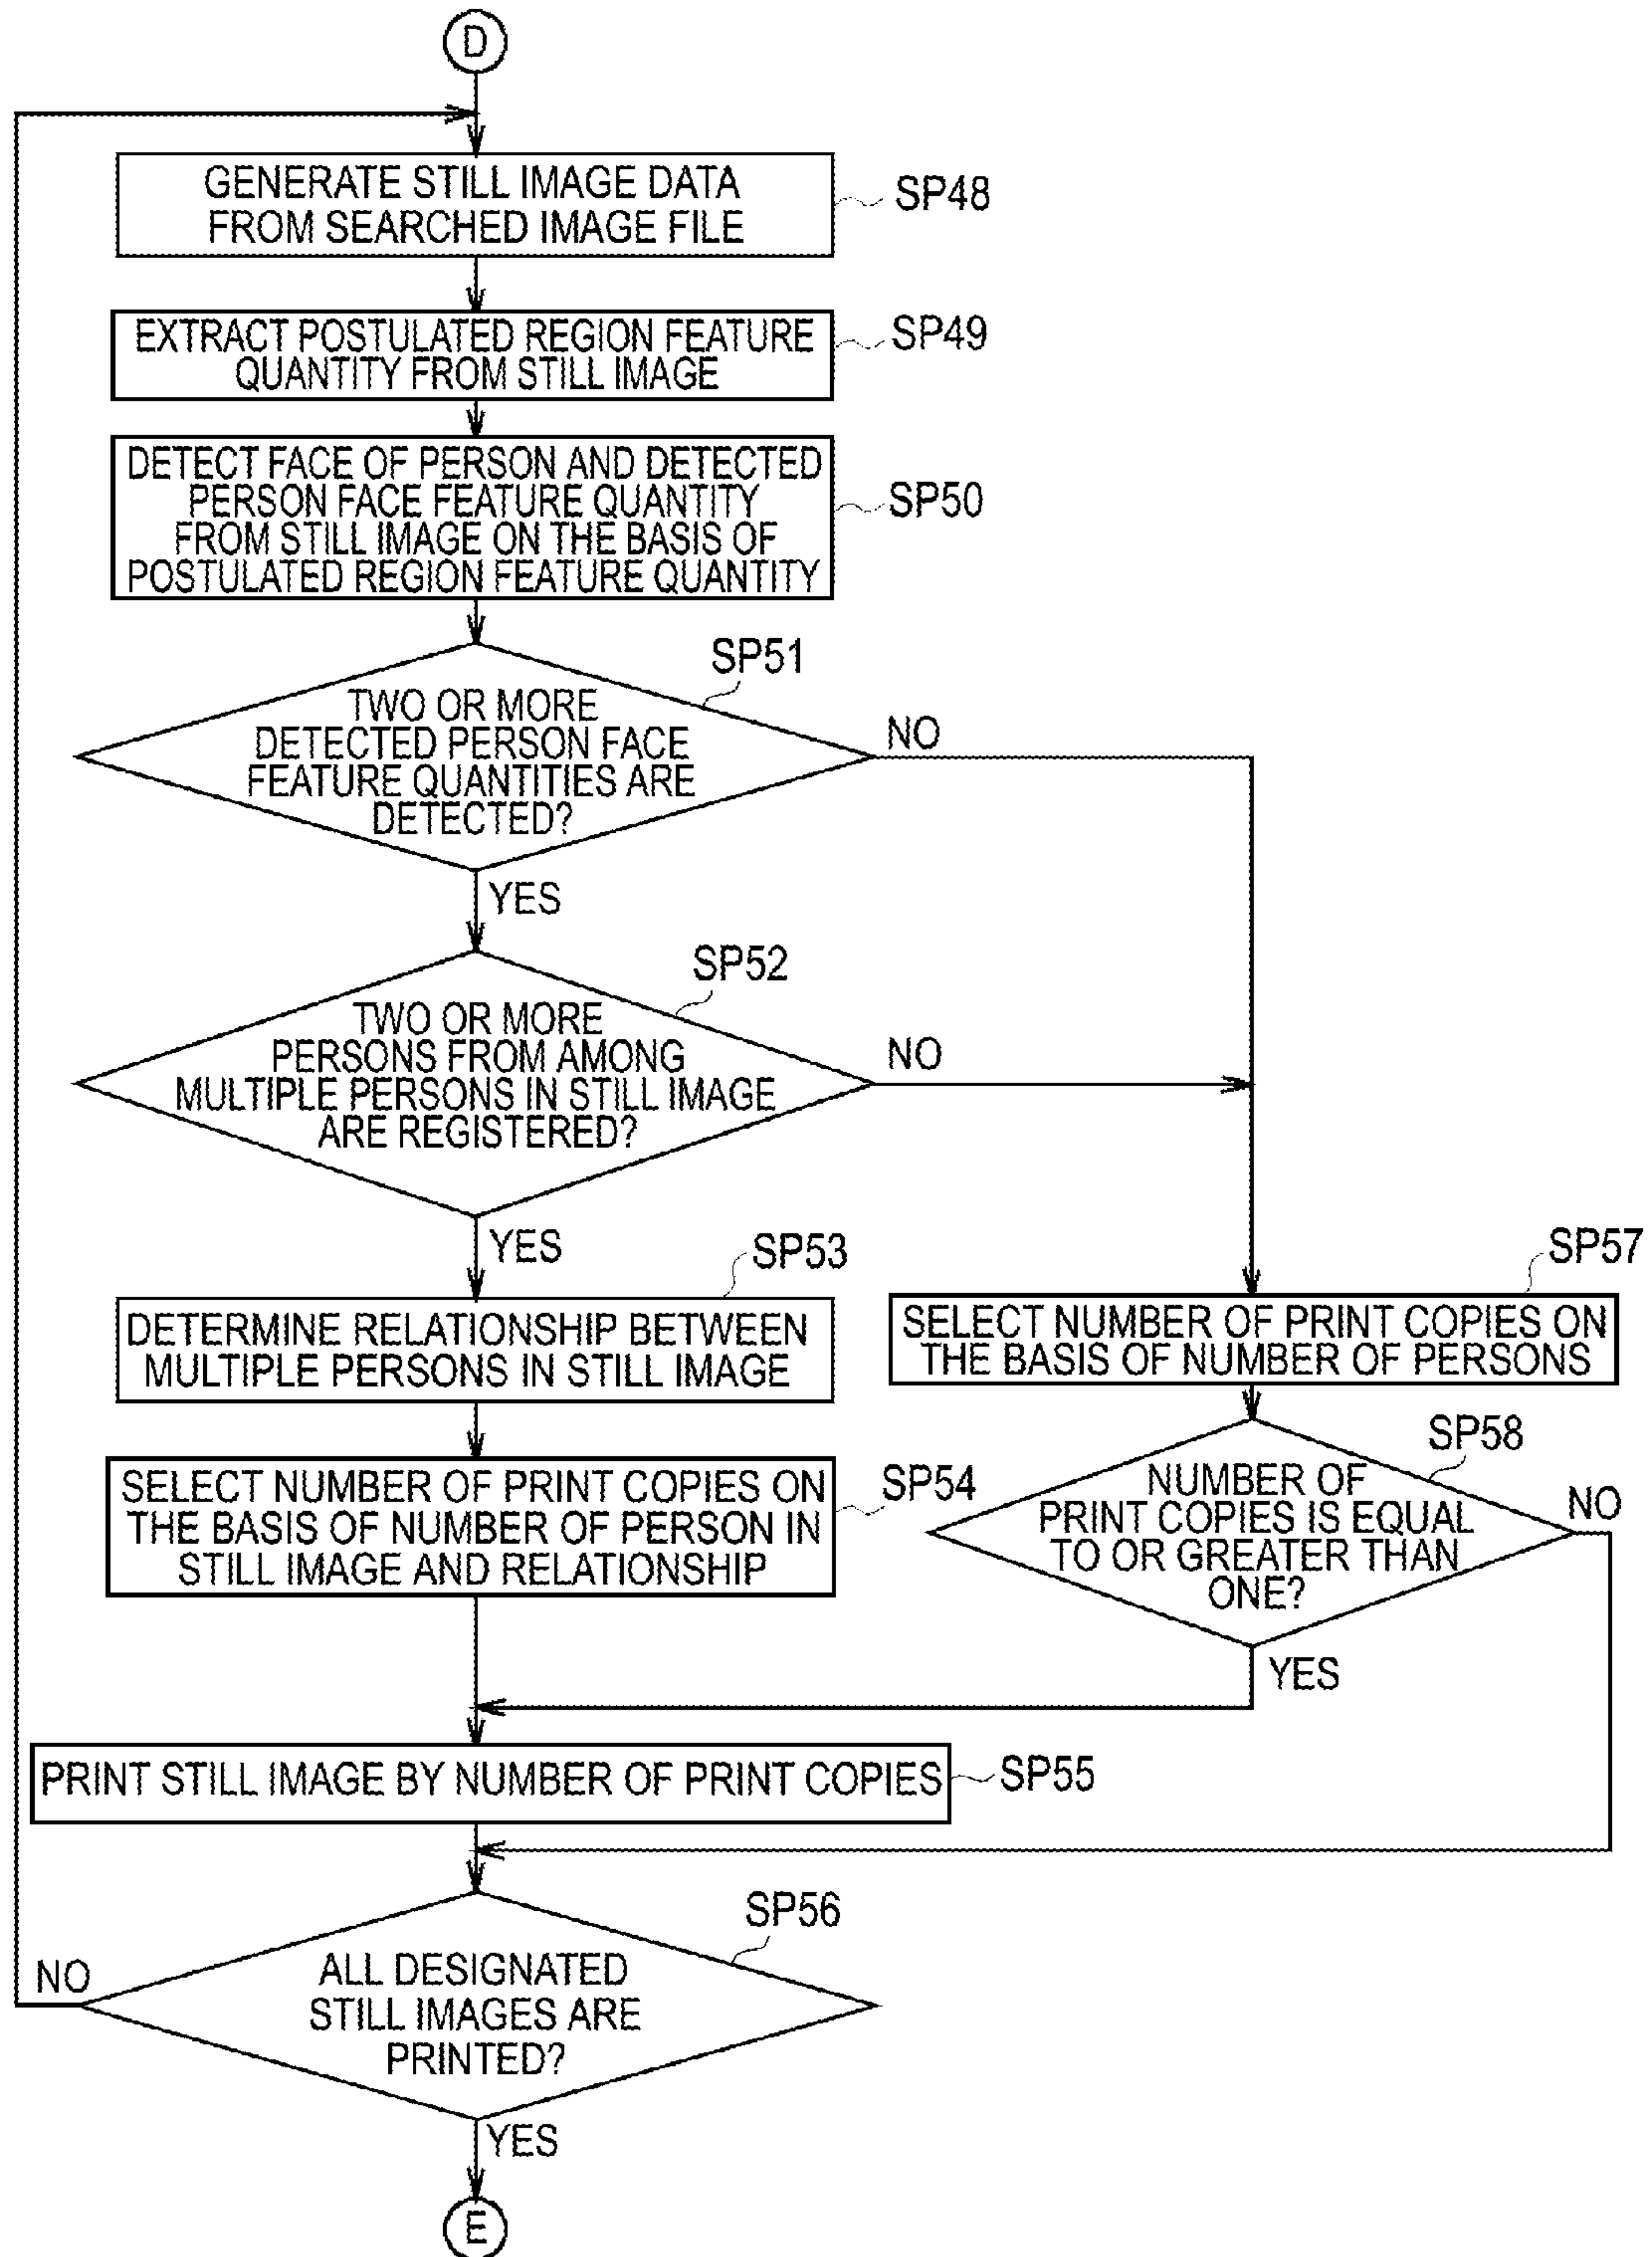 D
GENERATE STILL IMAGE DATA
FROM SEARCHED IMAGE FILE
SP48
EXTRACT POSTULATED REGION FEATURE
QUANTITY FROM STILL IMAGE
SP49
DETECT FACE OF PERSON AND DETECTED
PERSON FACE FEATURE QUANTITY
FROM STILL IMAGE ON THE BASIS OF
POSTULATED REGION FEATURE QUANTITY
SP50
SP51
TWO OR MORE
DETECTED PERSON FACE
FEATURE QUANTITIES ARE
DETECTED?
NO
YES
SP52
TWO OR MORE
PERSONS FROM AMONG
MULTIPLE PERSONS IN STILL IMAGE
ARE REGISTERED?
NO
YES
SP53
DETERMINE RELATIONSHIP BETWEEN
MULTIPLE PERSONS IN STILL IMAGE
SP57
SELECT NUMBER OF PRINT COPIES ON
THE BASIS OF NUMBER OF PERSONS
SELECT NUMBER OF PRINT COPIES ON
THE BASIS OF NUMBER OF PERSON IN
STILL IMAGE AND RELATIONSHIP
SP54
SP58
NUMBER OF
PRINT COPIES IS EQUAL
TO OR GREATER THAN
ONE?
NO
YES
PRINT STILL IMAGE BY NUMBER OF PRINT COPIES
SP55
SP56
ALL DESIGNATED
STILL IMAGES ARE
PRINTED?
NO
YES
E